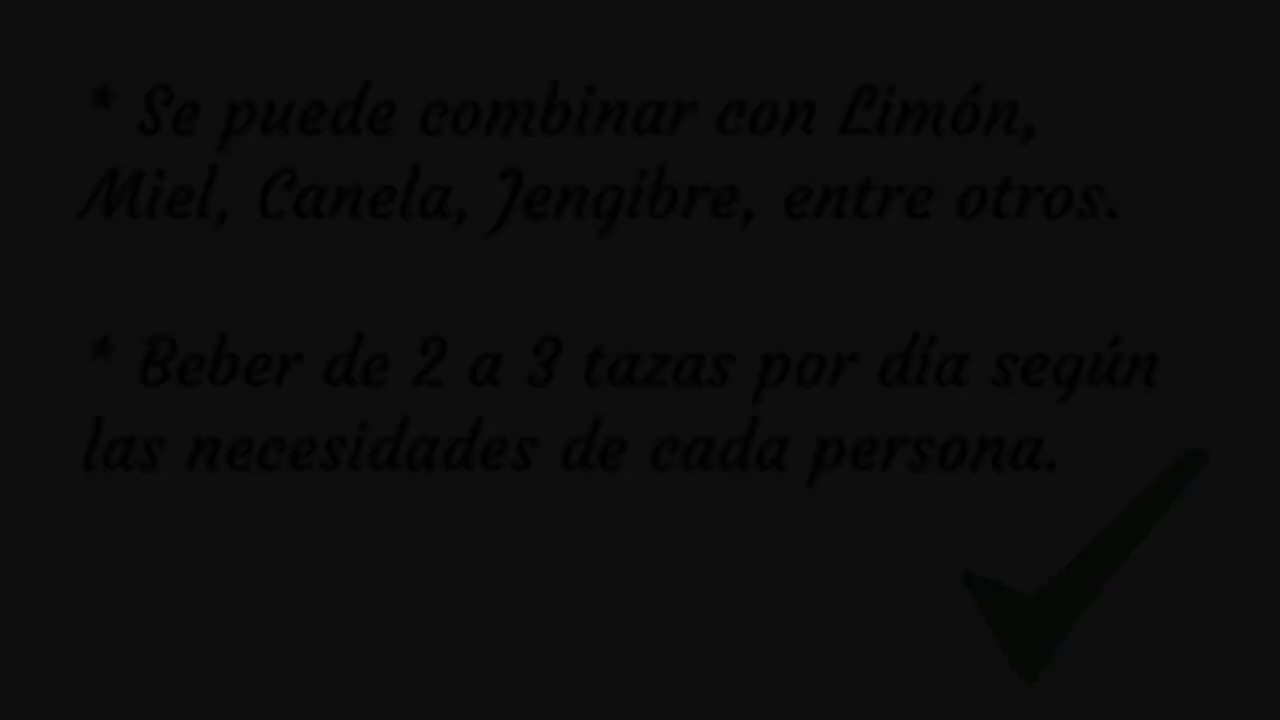 * Se puede combinar con Limón,
Miel, Canela, Jengibre, entre otros.
* Beber de 2 a 3 tazas por día según
las necesidades de cada persona.